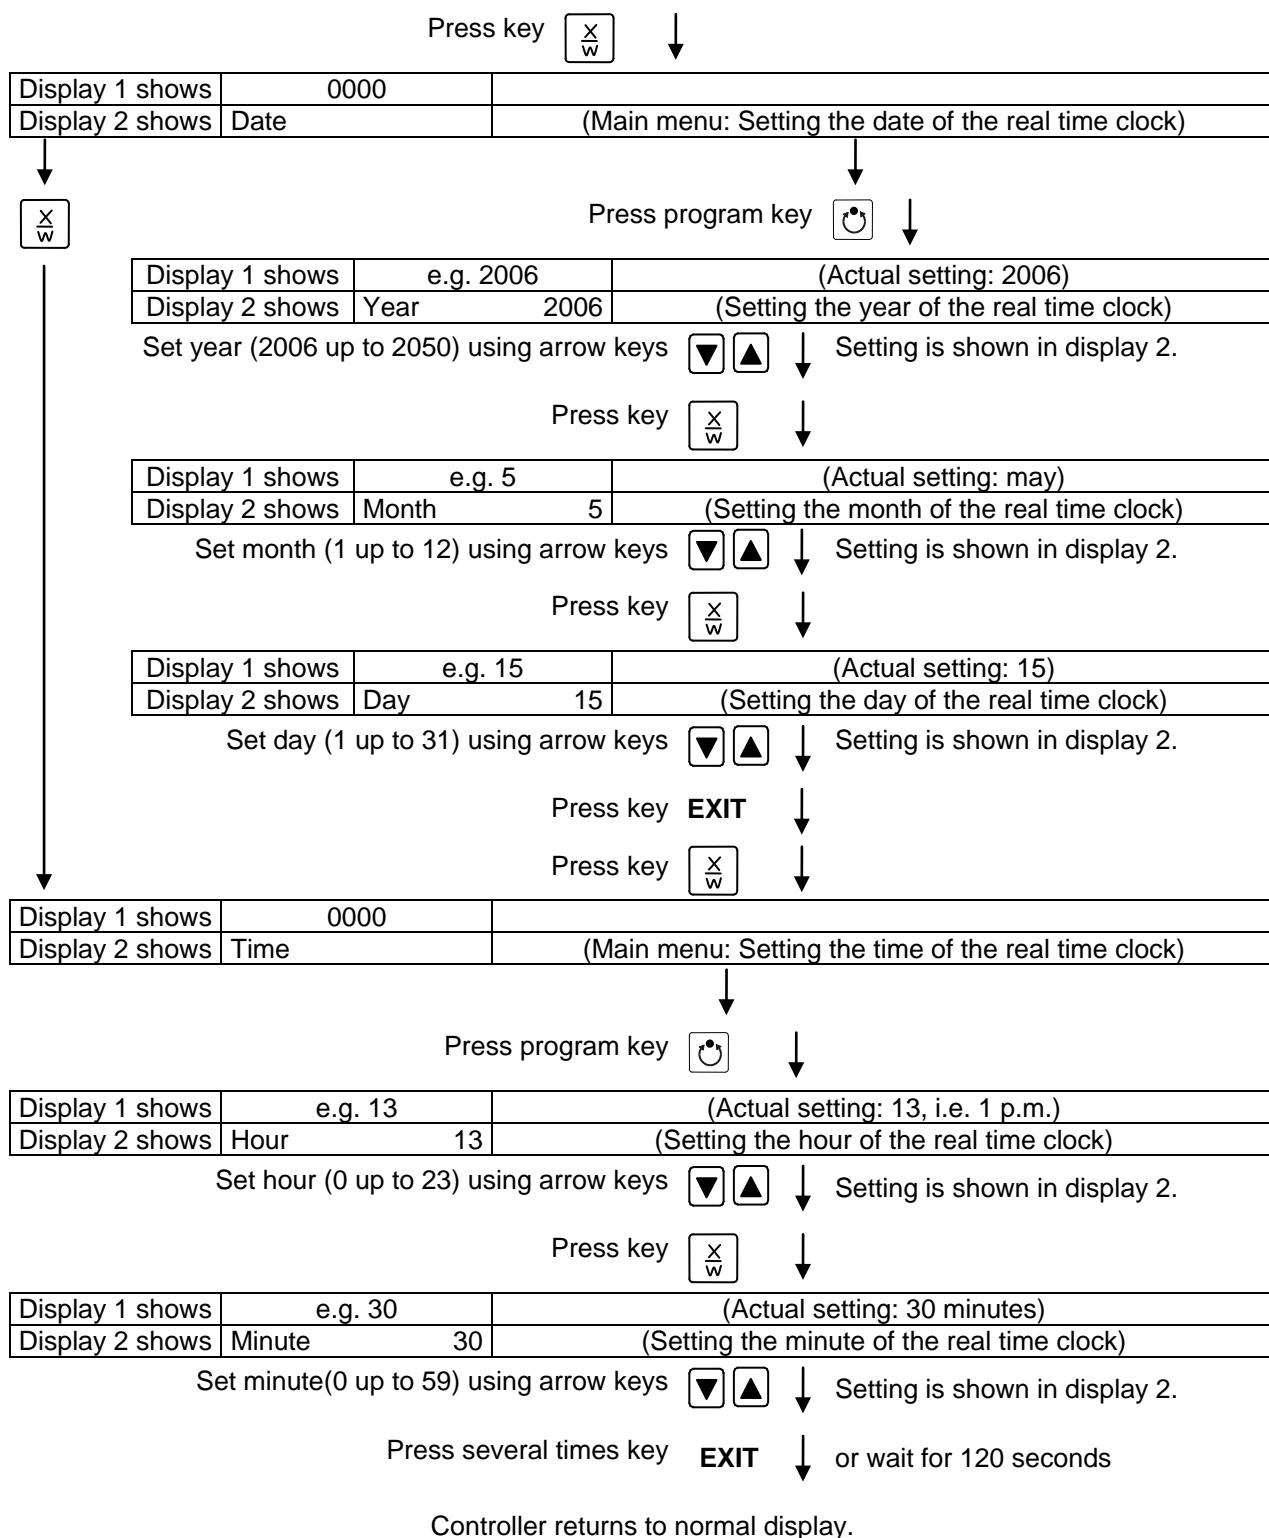 Press key X/W
Display 1 shows 0000
Display 2 shows Date (Main menu: Setting the date of the real time clock)
X/W
Press program key
Display 1 shows e.g. 2006 (Actual setting: 2006)
Display 2 shows Year 2006 (Setting the year of the real time clock)
Set year (2006 up to 2050) using arrow keys Setting is shown in display 2.
Press key X/W
Display 1 shows e.g. 5 (Actual setting: may)
Display 2 shows Month 5 (Setting the month of the real time clock)
Set month (1 up to 12) using arrow keys Setting is shown in display 2.
Press key X/W
Display 1 shows e.g. 15 (Actual setting: 15)
Display 2 shows Day 15 (Setting the day of the real time clock)
Set day (1 up to 31) using arrow keys Setting is shown in display 2.
Press key EXIT
Press key X/W
Display 1 shows 0000
Display 2 shows Time (Main menu: Setting the time of the real time clock)
Press program key
Display 1 shows e.g. 13 (Actual setting: 13, i.e. 1 p.m.)
Display 2 shows Hour 13 (Setting the hour of the real time clock)
Set hour (0 up to 23) using arrow keys Setting is shown in display 2.
Press key X/W
Display 1 shows e.g. 30 (Actual setting: 30 minutes)
Display 2 shows Minute 30 (Setting the minute of the real time clock)
Set minute(0 up to 59) using arrow keys Setting is shown in display 2.
Press several times key EXIT or wait for 120 seconds
Controller returns to normal display.